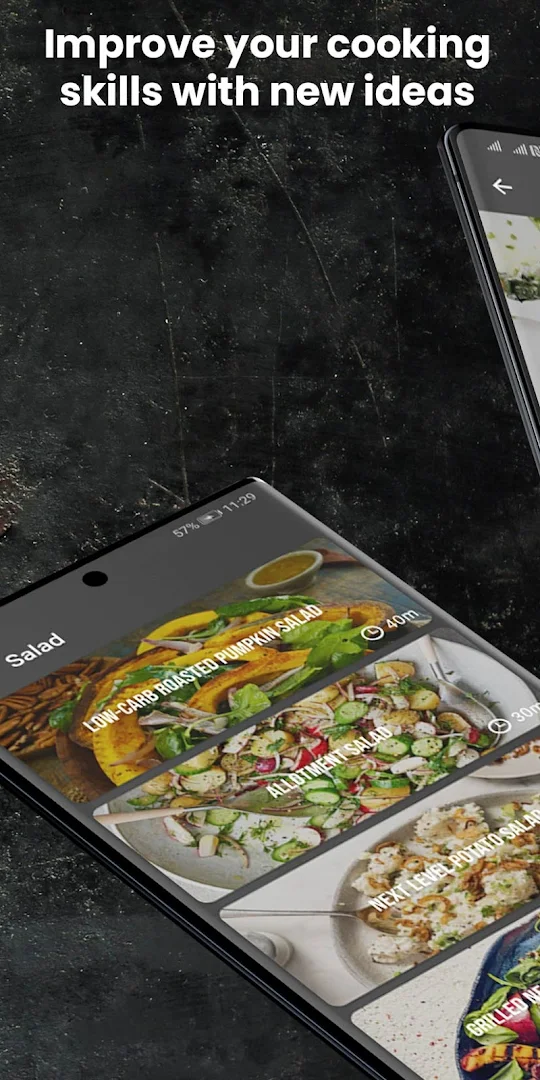 Improve your cooking
skills with new ideas
57% 11:29
Salad
LOW-CARB ROASTED PUMPKIN SALAD
40m.
ALLOTMENT SALAD
30m
NEXT LEVEL POTATO SALAD
GRILLED